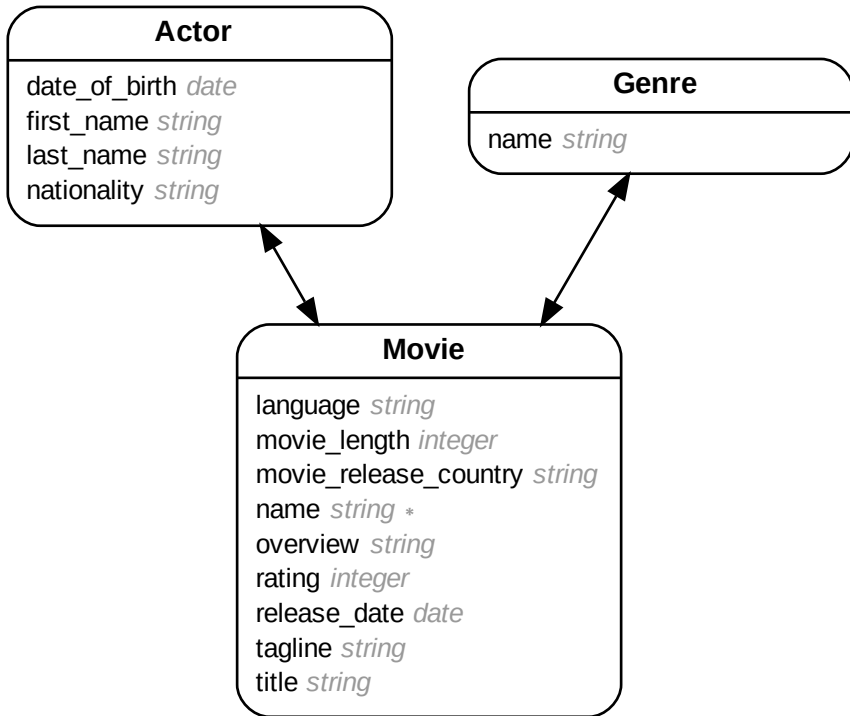 Actor
date_of_birth date
first_name string
last_name string
nationality string
Genre
name string
Movie
language string
movie_length integer
movie_release_country string
name string *
overview string
rating integer
release_date date
tagline string
title string